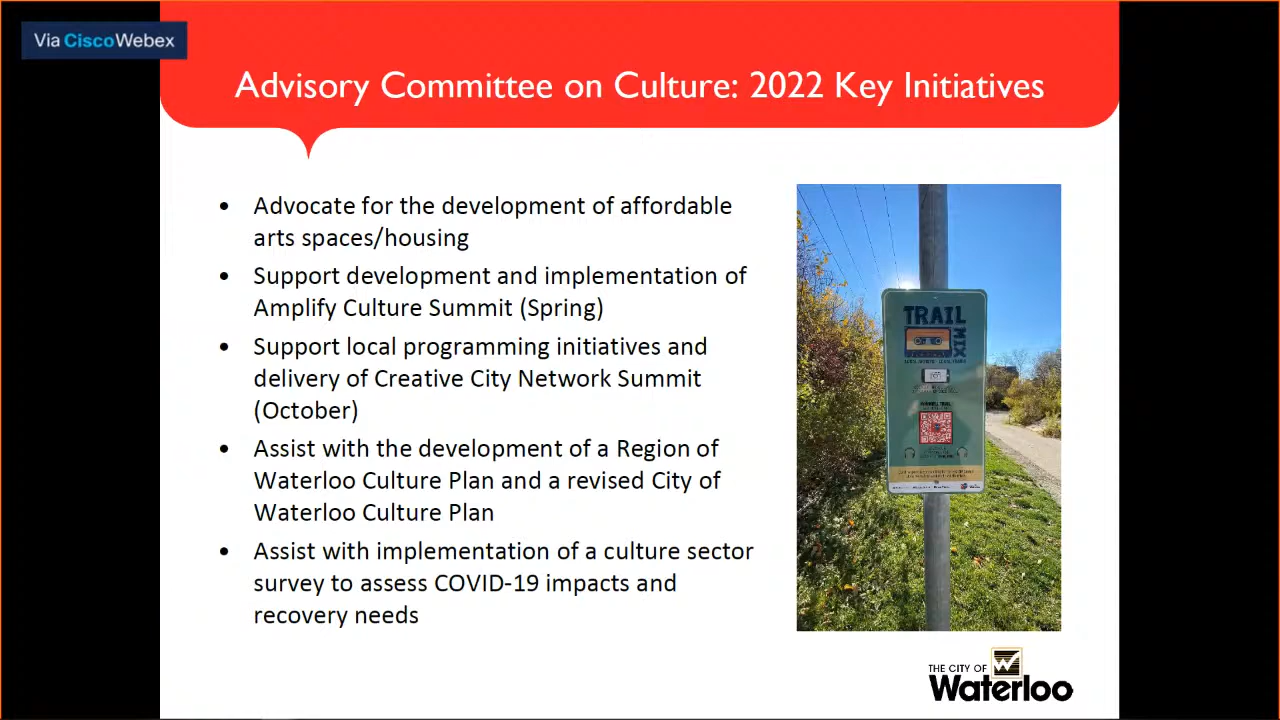 Via CiscoWebex
Advisory Committee on Culture: 2022 Key Initiatives
• Advocate for the development of affordable
arts spaces/housing
• Support development and implementation of
Amplify Culture Summit (Spring)
• Support local programming initiatives and
delivery of Creative City Network Summit
(October)
• Assist with the development of a Region of
Waterloo Culture Plan and a revised City of
Waterloo Culture Plan
• Assist with implementation of a culture sector
survey to assess COVID-19 impacts and
recovery needs
TRAIL
MIX
THE CITY OF
Waterloo